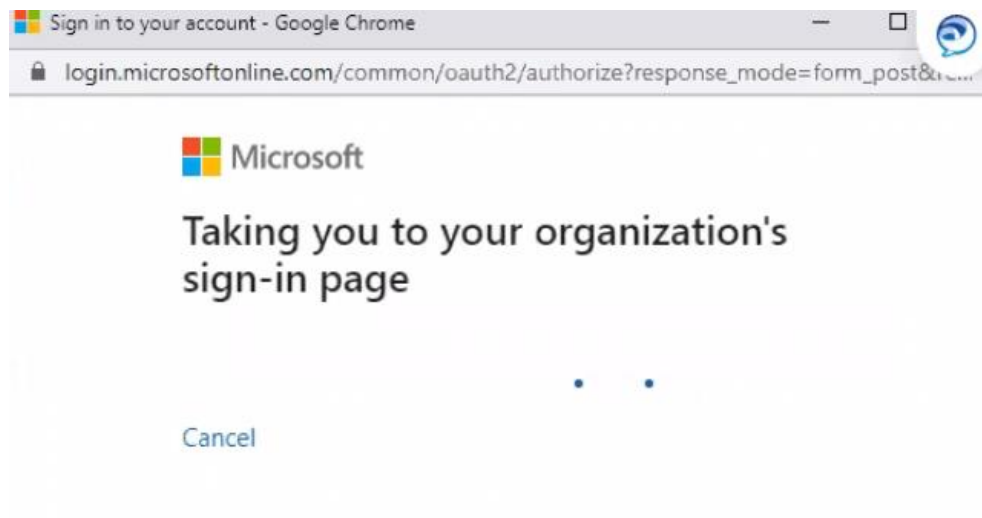 Sign in to your account - Google Chrome
login.microsoftonline.com/common/oauth2/authorize?response_mode=form_post&re...
Microsoft
Taking you to your organization's
sign-in page
Cancel